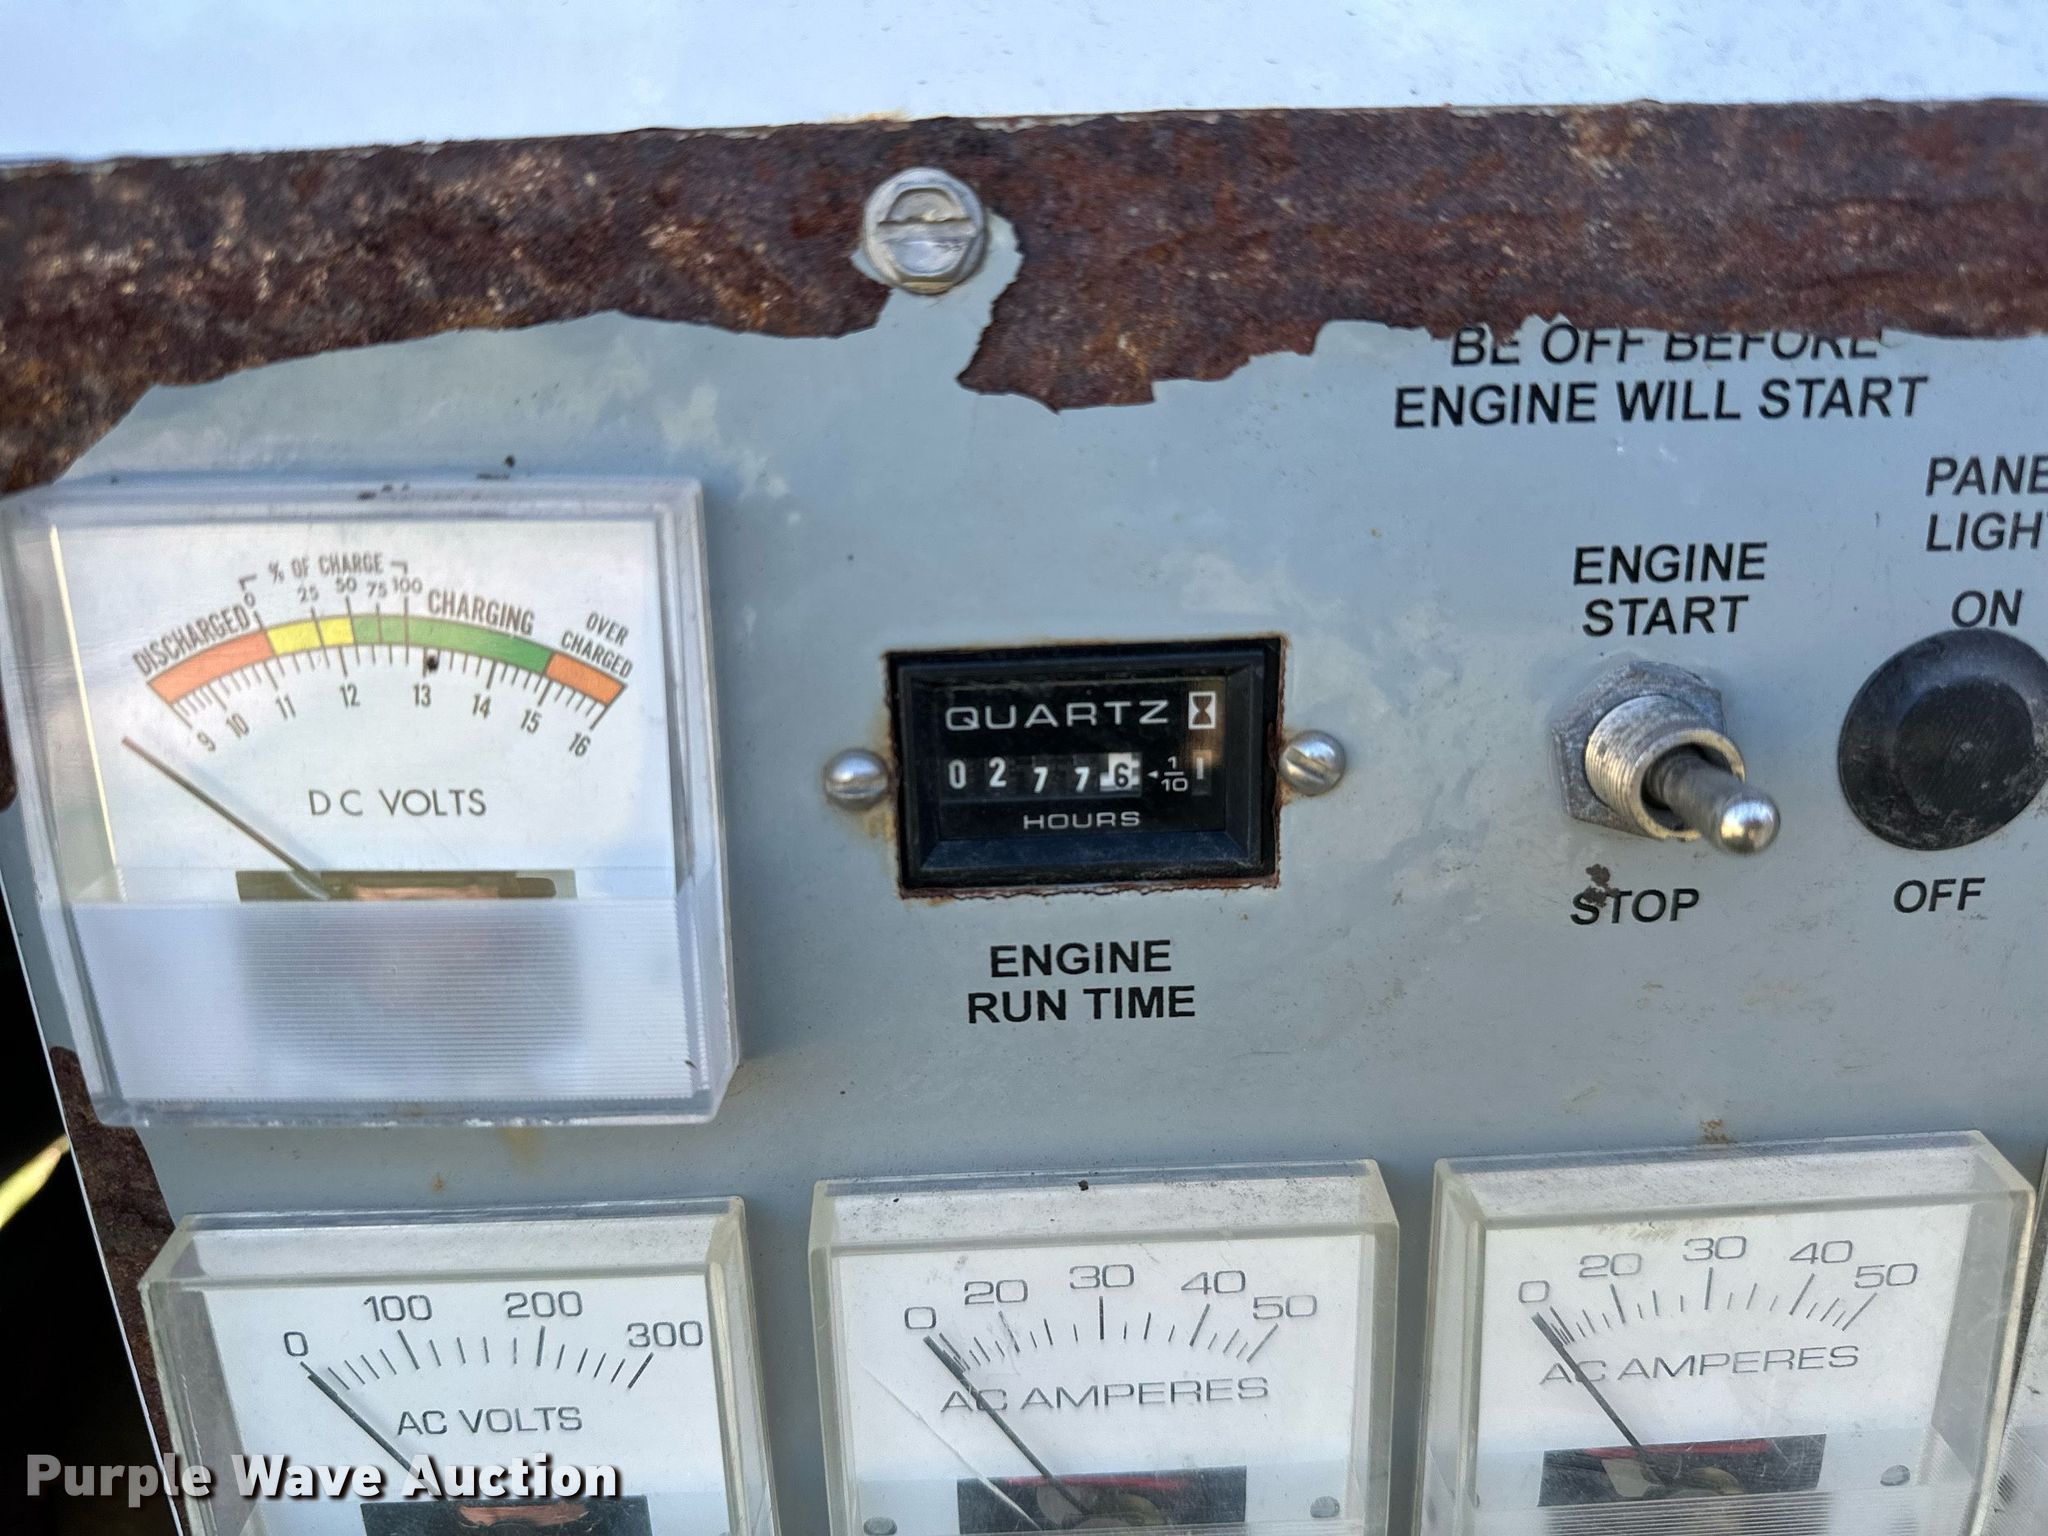 BE OFF BEFORE
ENGINE WILL START
PANE
LIGH
% OF CHARGE
0 25 50 75 100
DISCHARGED CHARGING OVER CHARGED
9 10 11 12 13 14 15 16
DC VOLTS
QUARTZ
0 2 7 7 6 1/10
HOURS
ENGINE
RUN TIME
ENGINE
START
STOP
ON
OFF
0 100 200 300
AC VOLTS
0 20 30 40 50
AC AMPERES
0 20 30 40 50
AC AMPERES
Purple Wave Auction